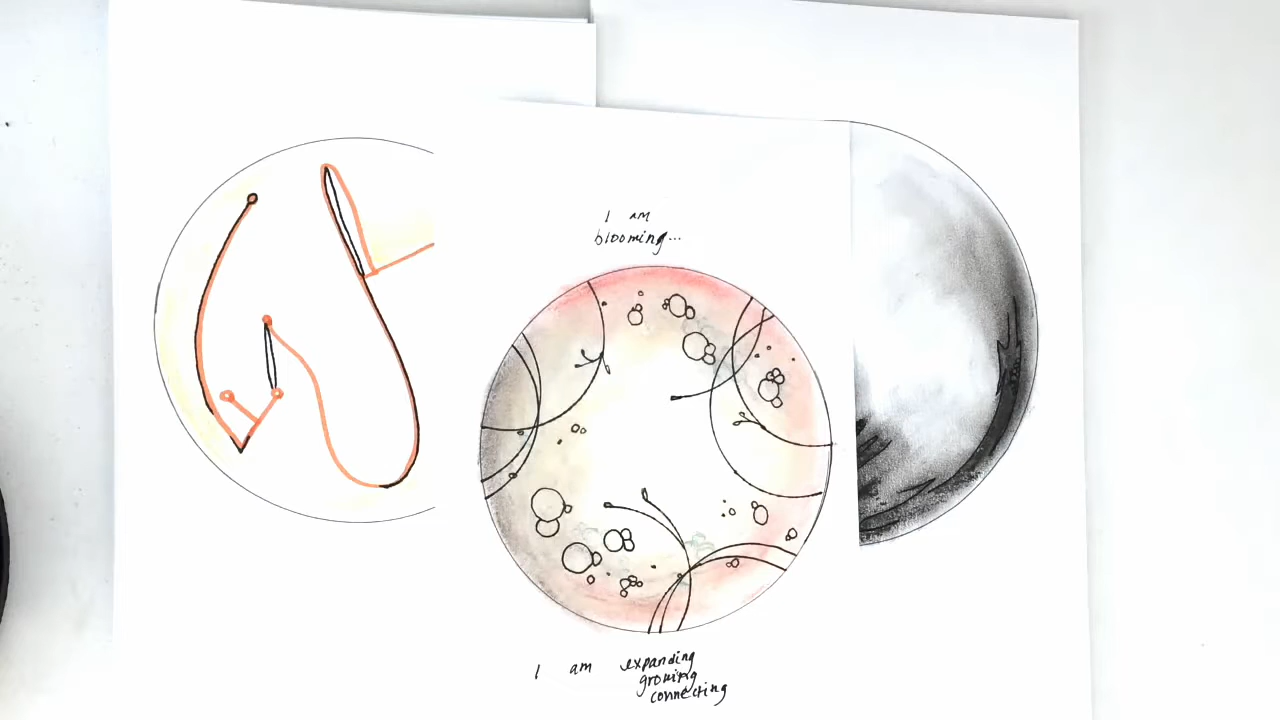 I am
blooming...
I am expanding
growing
connecting